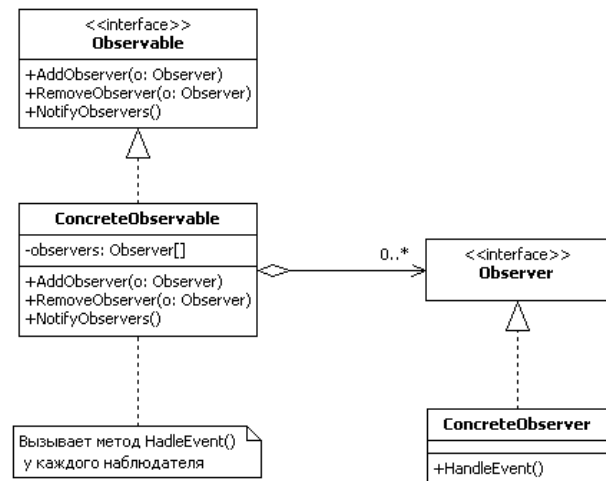 <<interface>>
Observable
+AddObserver(o: Observer)
+RemoveObserver(o: Observer)
+NotifyObservers()
ConcreteObservable
-observers: Observer[]
+AddObserver(o: Observer)
+RemoveObserver(o: Observer)
+NotifyObservers()
0..*
<<interface>>
Observer
Вызывает метод HadleEvent()
у каждого наблюдателя
ConcreteObserver
+HandleEvent()